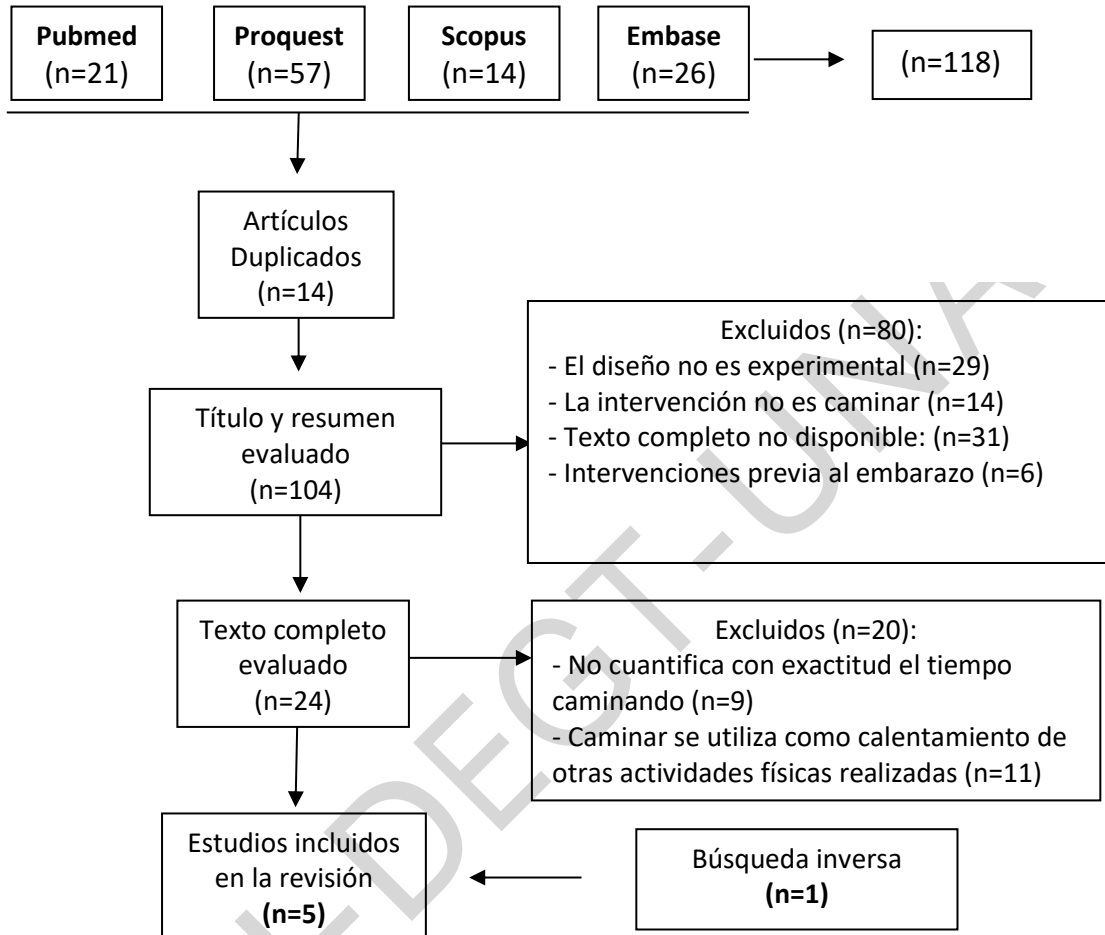 Pubmed
(n=21)
Proquest
(n=57)
Scopus
(n=14)
Embase
(n=26)
(n=118)
Artículos
Duplicados
(n=14)
Título y resumen
evaluado
(n=104)
Excluidos (n=80):
- El diseño no es experimental (n=29)
- La intervención no es caminar (n=14)
- Texto completo no disponible: (n=31)
- Intervenciones previa al embarazo (n=6)
Texto completo
evaluado
(n=24)
Excluidos (n=20):
- No cuantifica con exactitud el tiempo
caminando (n=9)
- Caminar se utiliza como calentamiento de
otras actividades físicas realizadas (n=11)
Estudios incluidos
en la revisión
(n=5)
Búsqueda inversa
(n=1)
-DEGT-UNA